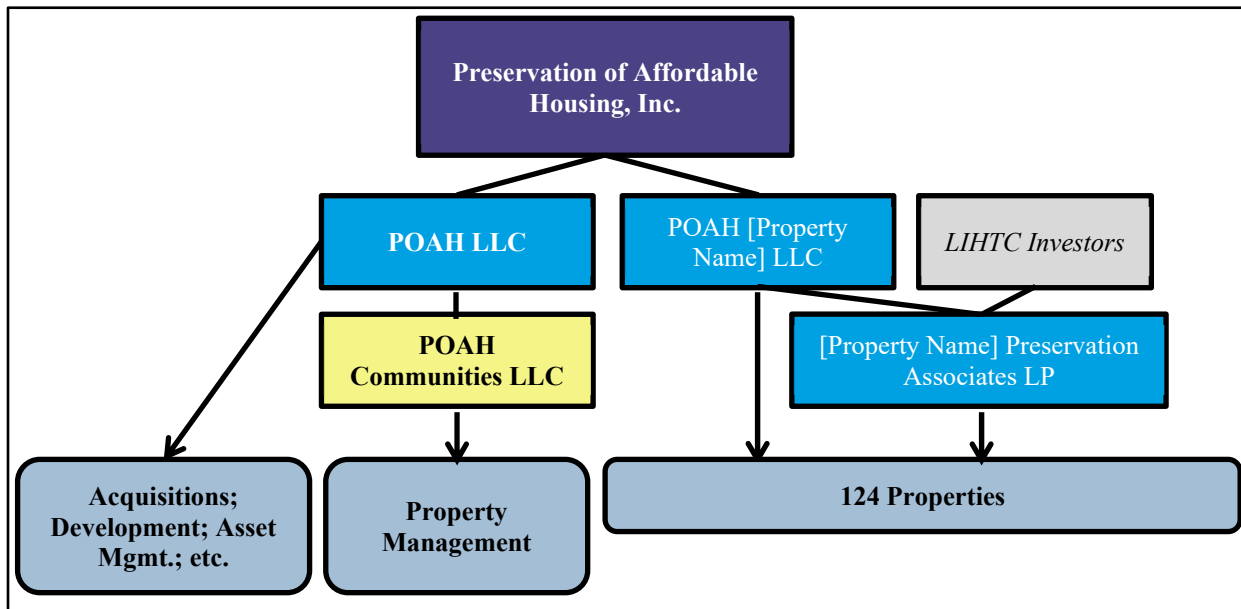 Preservation of Affordable
Housing, Inc.
POAH LLC
POAH [Property
Name] LLC
LIHTC Investors
POAH
Communities LLC
[Property Name] Preservation
Associates LP
Acquisitions;
Development; Asset
Mgmt.; etc.
Property
Management
124 Properties